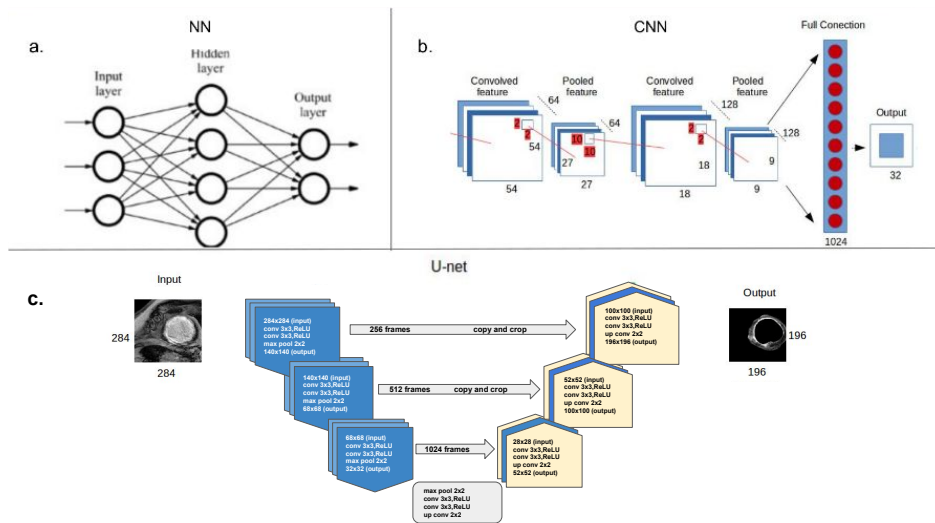 NN
a.
Input
layer
Hidden
layer
Output
layer
CNN
b.
Full Conection
Convolved
feature
Pooled
feature
Convolved
feature
Pooled
feature
64
64
128
128
2
2
54
54
10
10
27
27
2
2
18
18
9
9
1024
Output
32
U-net
c.
Input
284
284
284x284 (input)
conv 3x3,ReLU
conv 3x3,ReLU
max pool 2x2
140x140 (output)
256 frames copy and crop
100x100 (input)
conv 3x3,ReLU
conv 3x3,ReLU
up conv 2x2
196x196 (output)
Output
196
196
140x140 (input)
conv 3x3,ReLU
conv 3x3,ReLU
max pool 2x2
68x68 (output)
512 frames copy and crop
52x52 (input)
conv 3x3,ReLU
conv 3x3,ReLU
up conv 2x2
100x100 (output)
68x68 (input)
conv 3x3,ReLU
conv 3x3,ReLU
max pool 2x2
32x32 (output)
1024 frames
28x28 (input)
conv 3x3,ReLU
conv 3x3,ReLU
up conv 2x2
52x52 (output)
max pool 2x2
conv 3x3,ReLU
conv 3x3,ReLU
up conv 2x2